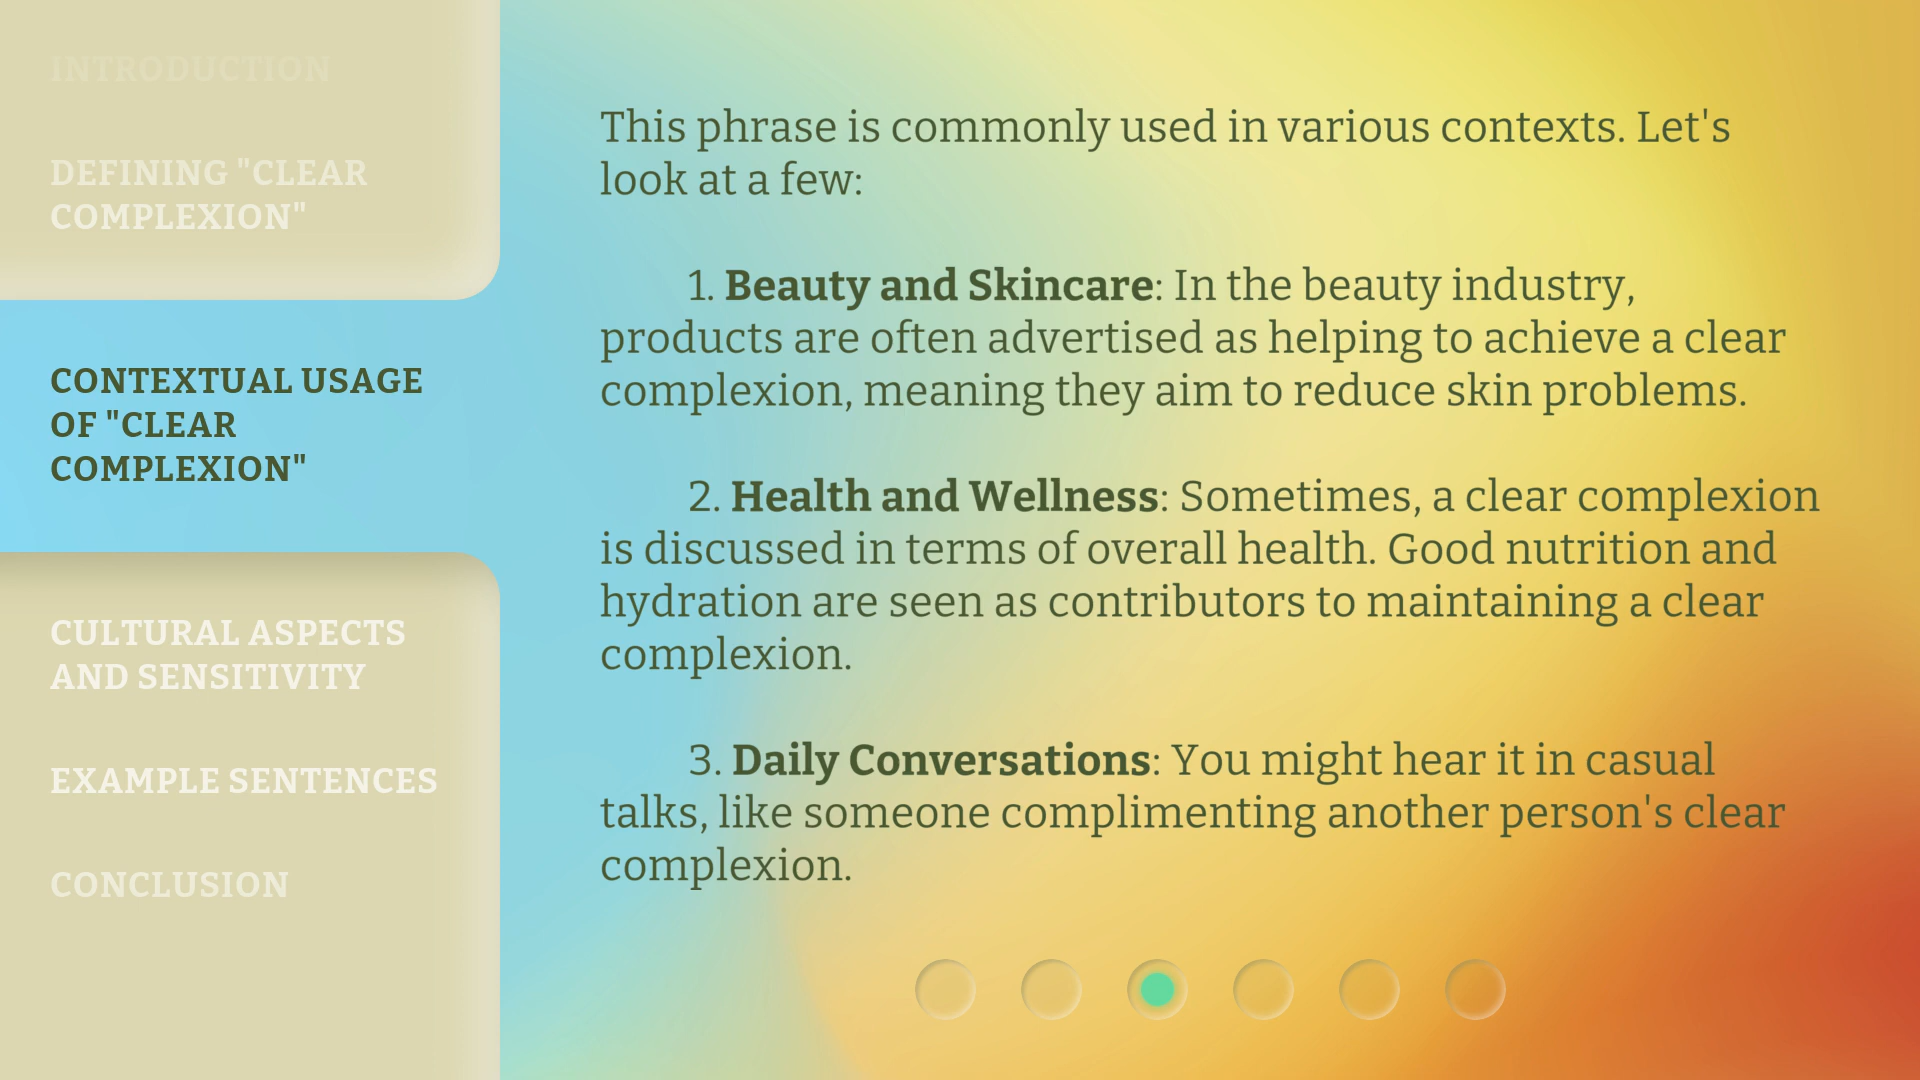 INTRODUCTION
DEFINING "CLEAR
COMPLEXION"
CONTEXTUAL USAGE
OF "CLEAR
COMPLEXION"
CULTURAL ASPECTS
AND SENSITIVITY
EXAMPLE SENTENCES
CONCLUSION
This phrase is commonly used in various contexts. Let's
look at a few:
1. Beauty and Skincare: In the beauty industry,
products are often advertised as helping to achieve a clear
complexion, meaning they aim to reduce skin problems.
2. Health and Wellness: Sometimes, a clear complexion
is discussed in terms of overall health. Good nutrition and
hydration are seen as contributors to maintaining a clear
complexion.
3. Daily Conversations: You might hear it in casual
talks, like someone complimenting another person's clear
complexion.